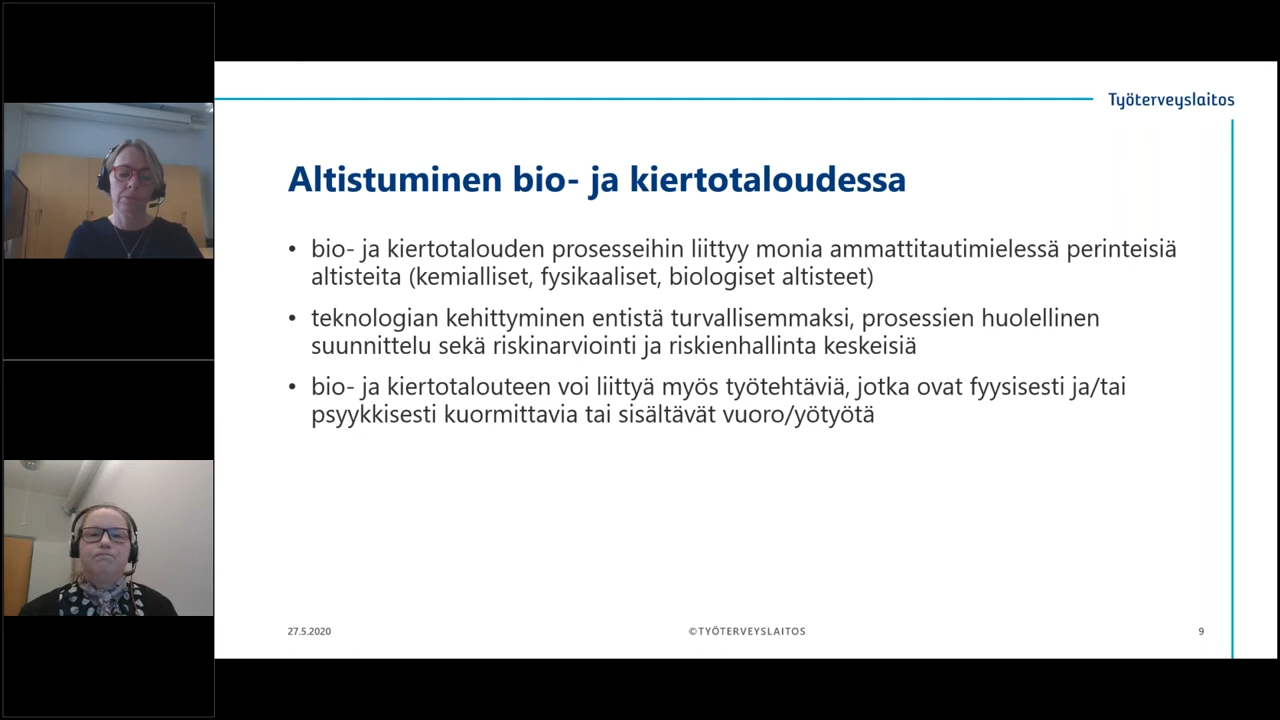 Työterveyslaitos
Altistuminen bio- ja kiertotaloudessa
• bio- ja kiertotalouden prosesseihin liittyy monia ammattitautimielessä perinteisiä
altisteita (kemialliset, fysikaaliset, biologiset altisteet)
• teknologian kehittyminen entistä turvallisemmaksi, prosessien huolellinen
suunnittelu sekä riskinarviointi ja riskienhallinta keskeisiä
• bio- ja kiertotalouteen voi liittyä myös työtehtäviä, jotka ovat fyysisesti ja/tai
psyykkisesti kuormittavia tai sisältävät vuoro/yötyötä
27.5.2020
©TYÖTERVEYSLAITOS
9